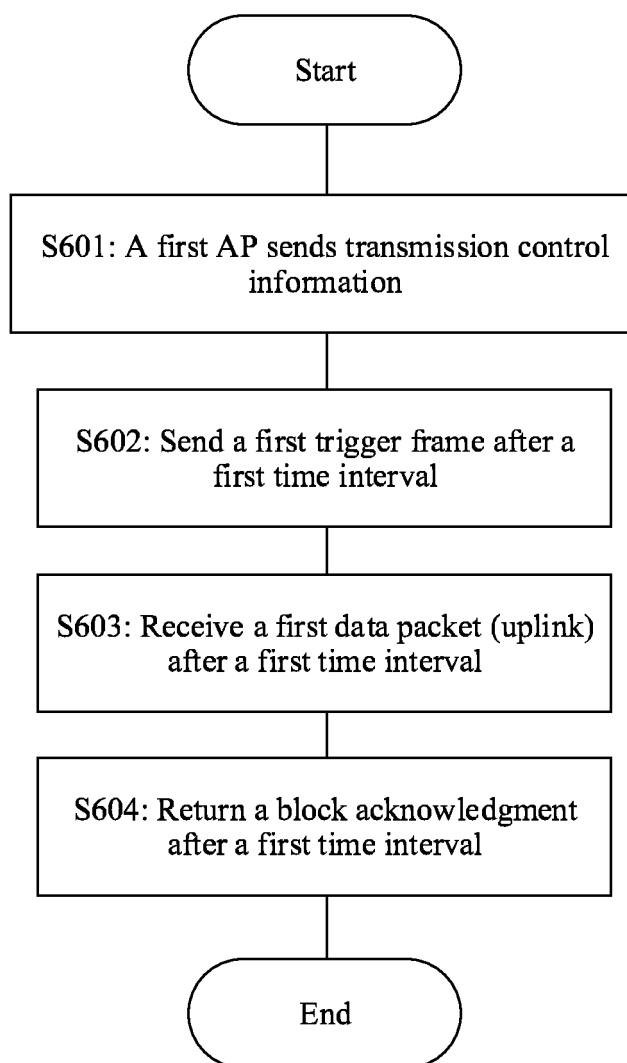 Start
S601: A first AP sends transmission control
information
S602: Send a first trigger frame after a
first time interval
S603: Receive a first data packet (uplink)
after a first time interval
S604: Return a block acknowledgment
after a first time interval
End